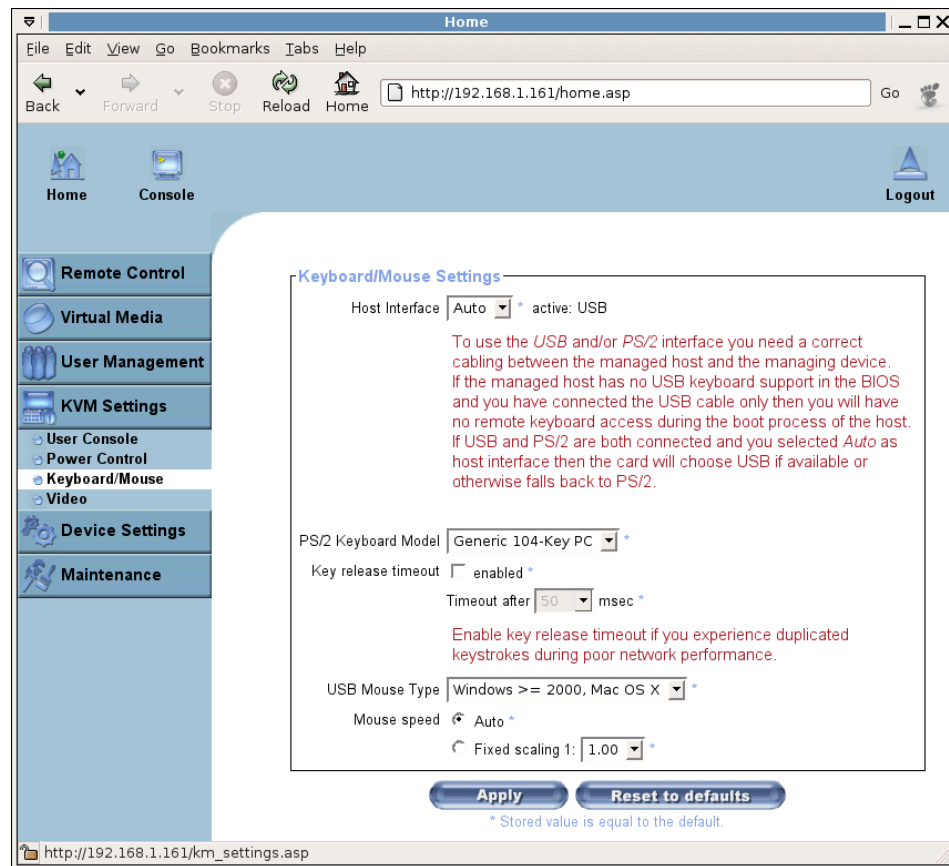 Home
File Edit View Go Bookmarks Tabs Help
Back Forward Stop Reload Home http://192.168.1.161/home.asp Go
Home Console Logout
Remote Control
Virtual Media
User Management
KVM Settings
User Console
Power Control
Keyboard/Mouse
Video
Device Settings
Maintenance
Keyboard/Mouse Settings
Host Interface Auto * active: USB
To use the USB and/or PS/2 interface you need a correct
cabling between the managed host and the managing device.
If the managed host has no USB keyboard support in the BIOS
and you have connected the USB cable only then you will have
no remote keyboard access during the boot process of the host.
If USB and PS/2 are both connected and you selected Auto as
host interface then the card will choose USB if available or
otherwise falls back to PS/2.
PS/2 Keyboard Model Generic 104-Key PC *
Key release timeout enabled *
Timeout after 50 msec *
Enable key release timeout if you experience duplicated
keystrokes during poor network performance.
USB Mouse Type Windows >= 2000, Mac OS X *
Mouse speed Auto *
Fixed scaling 1: 1.00 *
Apply Reset to defaults
* Stored value is equal to the default.
http://192.168.1.161/km_settings.asp